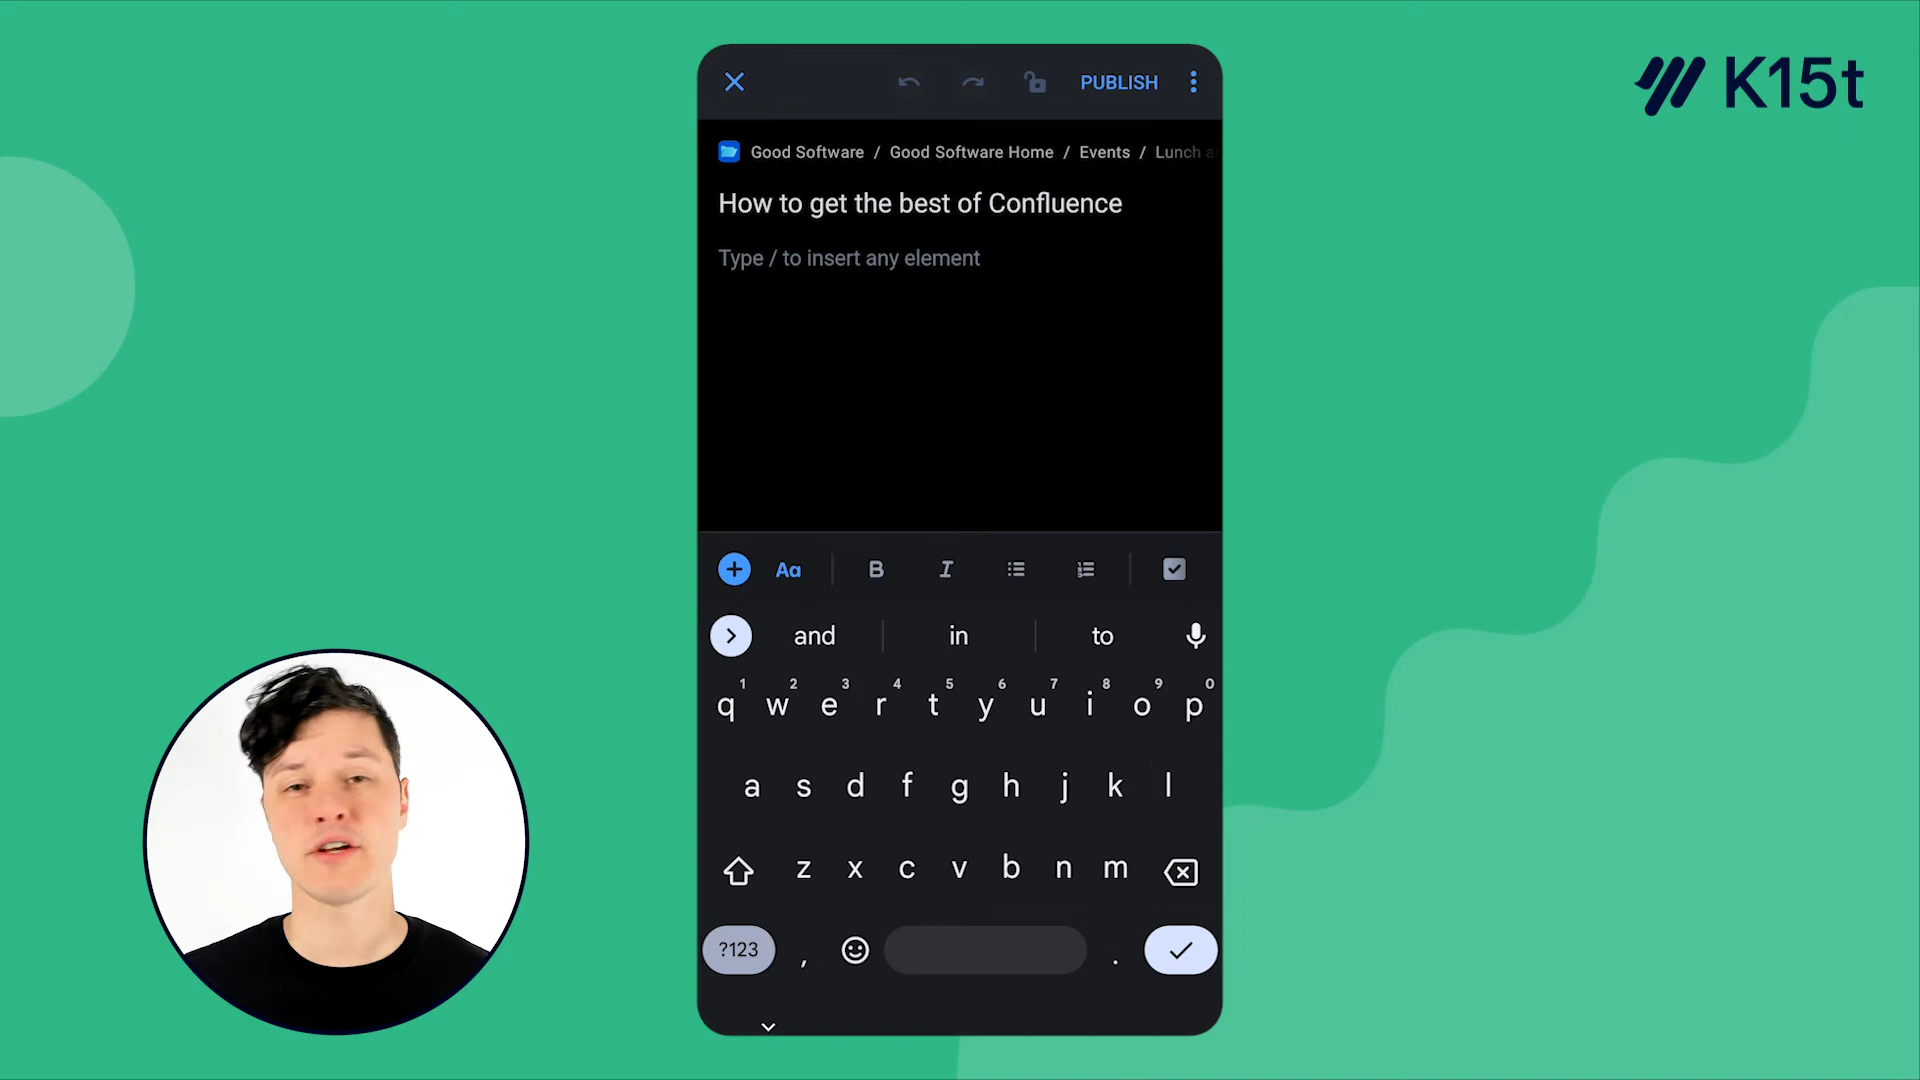 K15t
PUBLISH
Good Software / Good Software Home / Events / Lunch a
How to get the best of Confluence
Type / to insert any element
Aa B I
and in to
1 2 3 4 5 6 7 8 9 0
q w e r t y u i o p
a s d f g h j k l
z x c v b n m
?123 , .